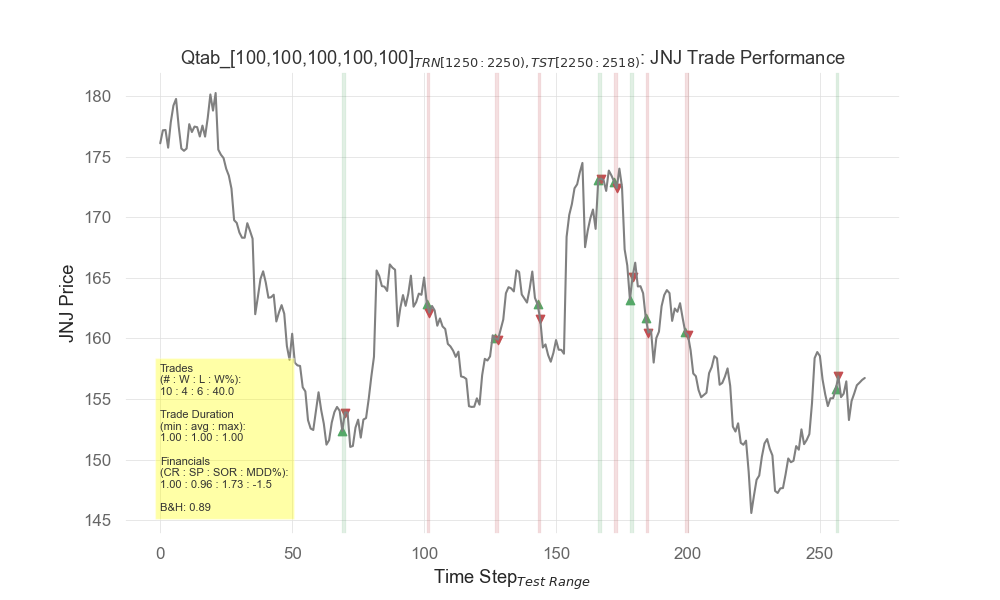 Qtab_[100,100,100,100,100]TRN[1250:2250),TST[2250:2518): JNJ Trade Performance
180
175
170
165
160
155
150
145
JNJ Price
Trades
(# : W : L : W%):
10 : 4 : 6 : 40.0
Trade Duration
(min : avg : max):
1.00 : 1.00 : 1.00
Financials
(CR : SP : SOR : MDD%):
1.00 : 0.96 : 1.73 : -1.5
B&H: 0.89
0 50 100 150 200 250
Time StepTest Range